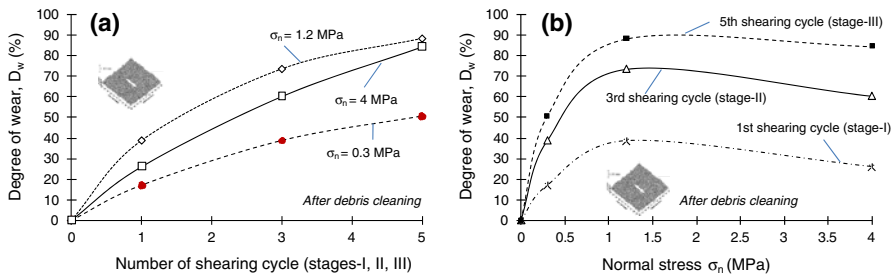 (a)
Degree of wear, Dw (%)
100
90
80
70
60
50
40
30
20
10
0
σn = 1.2 MPa
σn = 4 MPa
σn = 0.3 MPa
After debris cleaning
0 1 2 3 4 5
Number of shearing cycle (stages-I, II, III)
(b)
Degree of wear, Dw (%)
100
90
80
70
60
50
40
30
20
10
0
5th shearing cycle (stage-III)
3rd shearing cycle (stage-II)
1st shearing cycle (stage-I)
After debris cleaning
0 0.5 1 1.5 2 2.5 3 3.5 4
Normal stress σn (MPa)